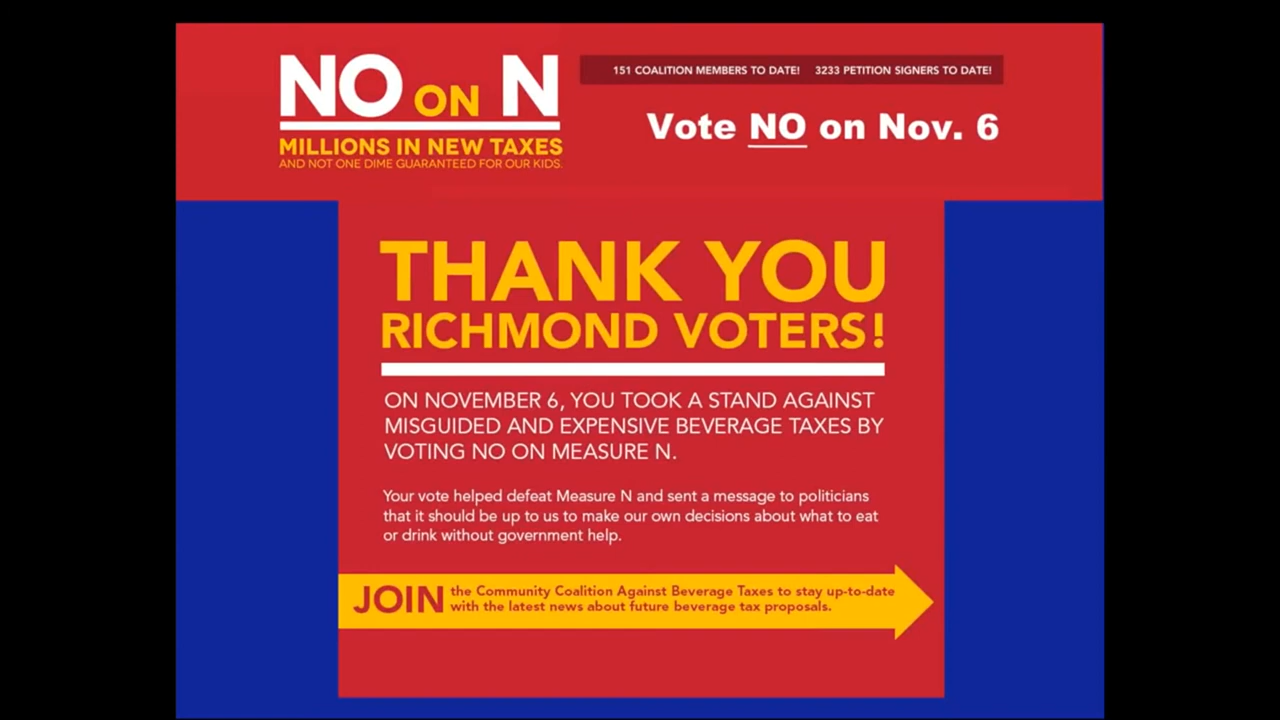 NO ON N
MILLIONS IN NEW TAXES
AND NOT ONE DIME GUARANTEED FOR OUR KIDS.
151 COALITION MEMBERS TO DATE! 3233 PETITION SIGNERS TO DATE!
Vote NO on Nov. 6
THANK YOU
RICHMOND VOTERS!
ON NOVEMBER 6, YOU TOOK A STAND AGAINST
MISGUIDED AND EXPENSIVE BEVERAGE TAXES BY
VOTING NO ON MEASURE N.
Your vote helped defeat Measure N and sent a message to politicians
that it should be up to us to make our own decisions about what to eat
or drink without government help.
JOIN the Community Coalition Against Beverage Taxes to stay up-to-date
with the latest news about future beverage tax proposals.